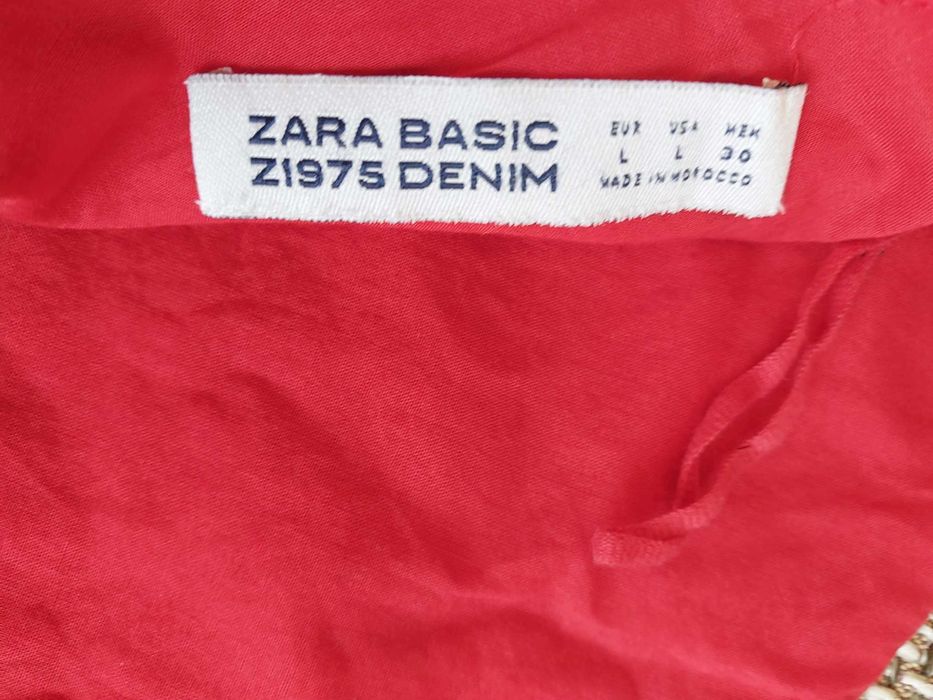 ZARA BASIC
Z1975 DENIM
EUR USA MEX
L L 30
MADE IN MOROCCO